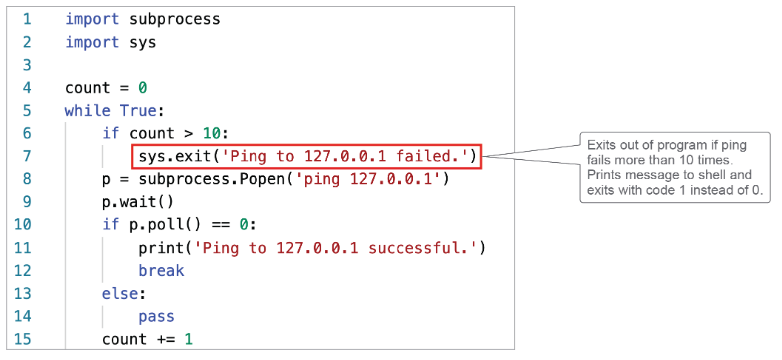 1 import subprocess
2 import sys
3
4 count = 0
5 while True:
6     if count > 10:
7         sys.exit('Ping to 127.0.0.1 failed.')
8     p = subprocess.Popen('ping 127.0.0.1')
9     p.wait()
10     if p.poll() == 0:
11         print('Ping to 127.0.0.1 successful.')
12         break
13     else:
14         pass
15     count += 1
Exits out of program if ping
fails more than 10 times.
Prints message to shell and
exits with code 1 instead of 0.